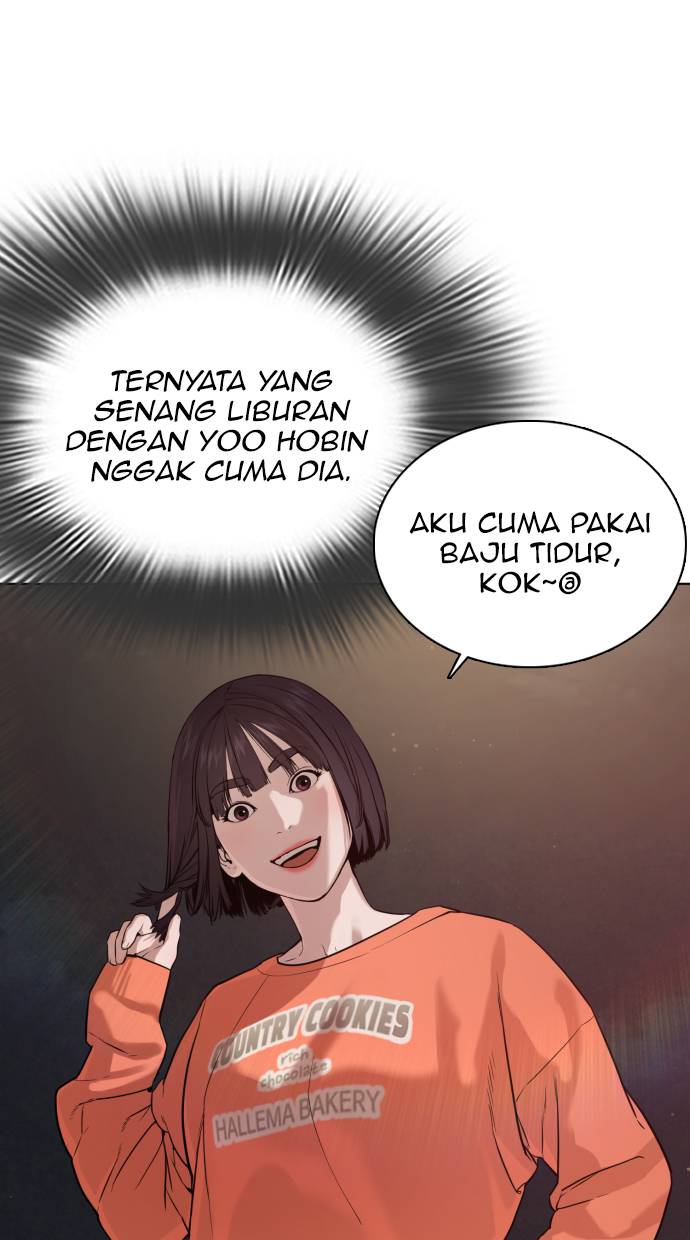 TERNYATA YANG
SENANG LIBURAN
DENGAN YOO HOBIN
NGGAK CUMA DIA.
AKU CUMA PAKAI
BAJU TIDUR,
KOK~@
COUNTRY COOKIES
rich
chocolate
HALLEMA BAKERY